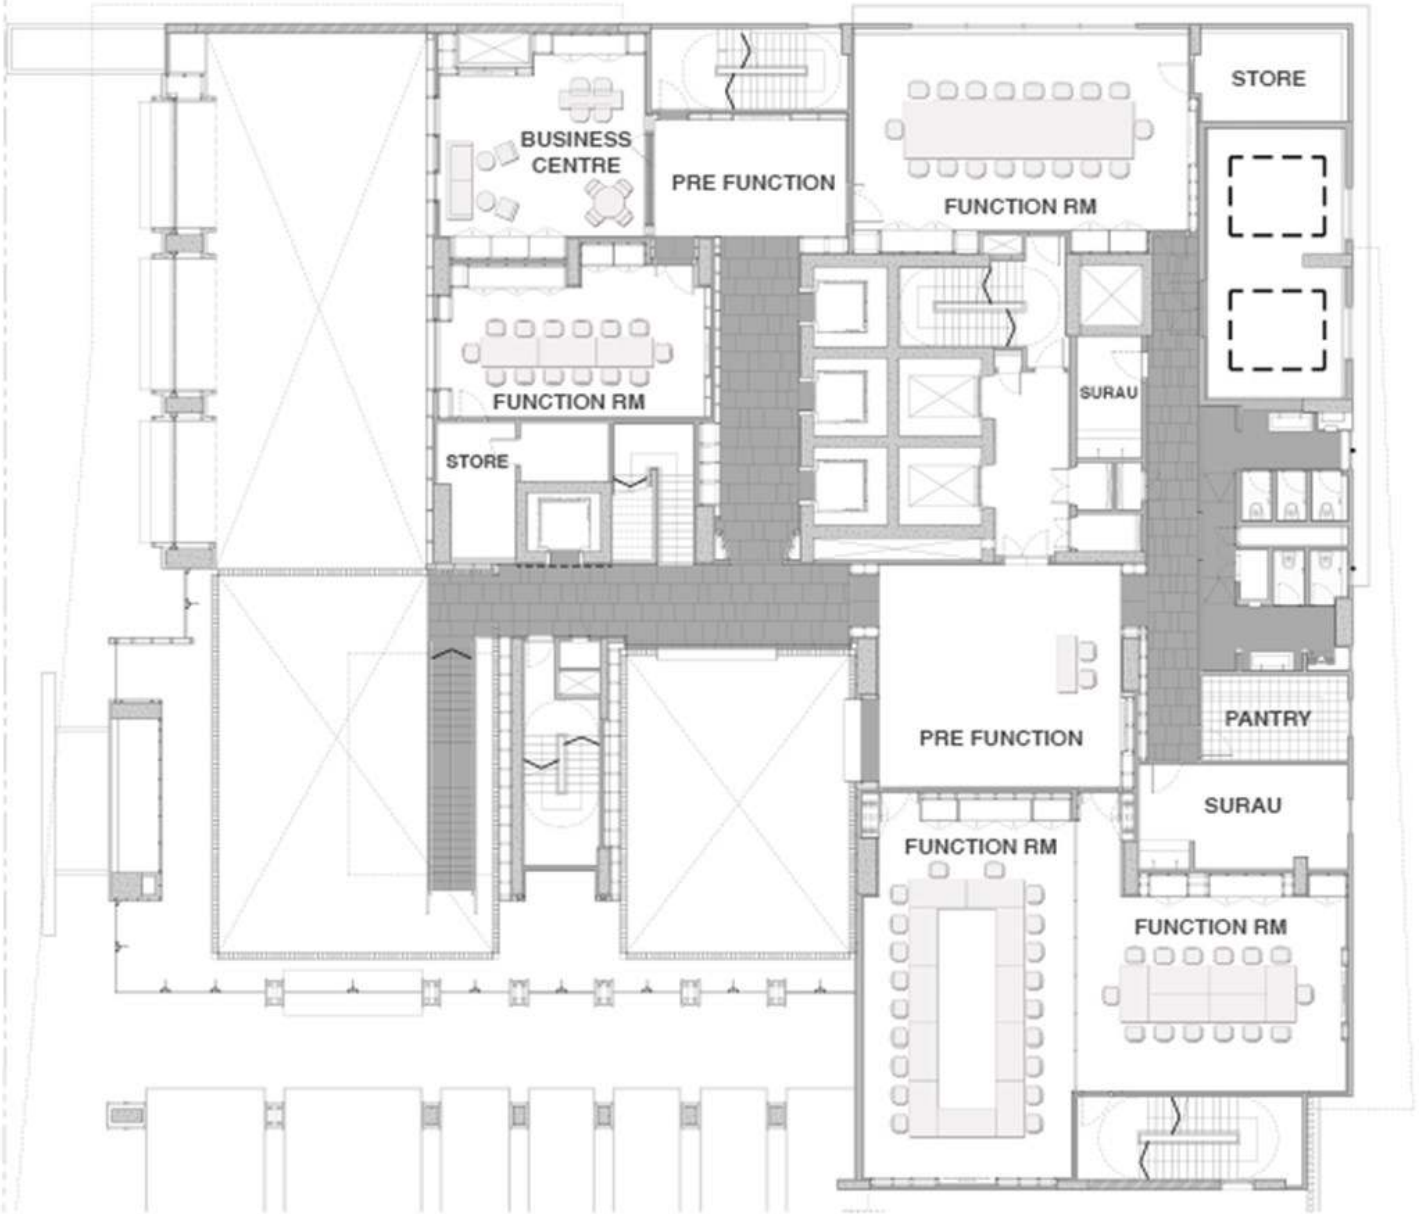 STORE
BUSINESS
CENTRE
PRE FUNCTION
FUNCTION RM
SURAU
FUNCTION RM
STORE
PRE FUNCTION
PANTRY
SURAU
FUNCTION RM
FUNCTION RM